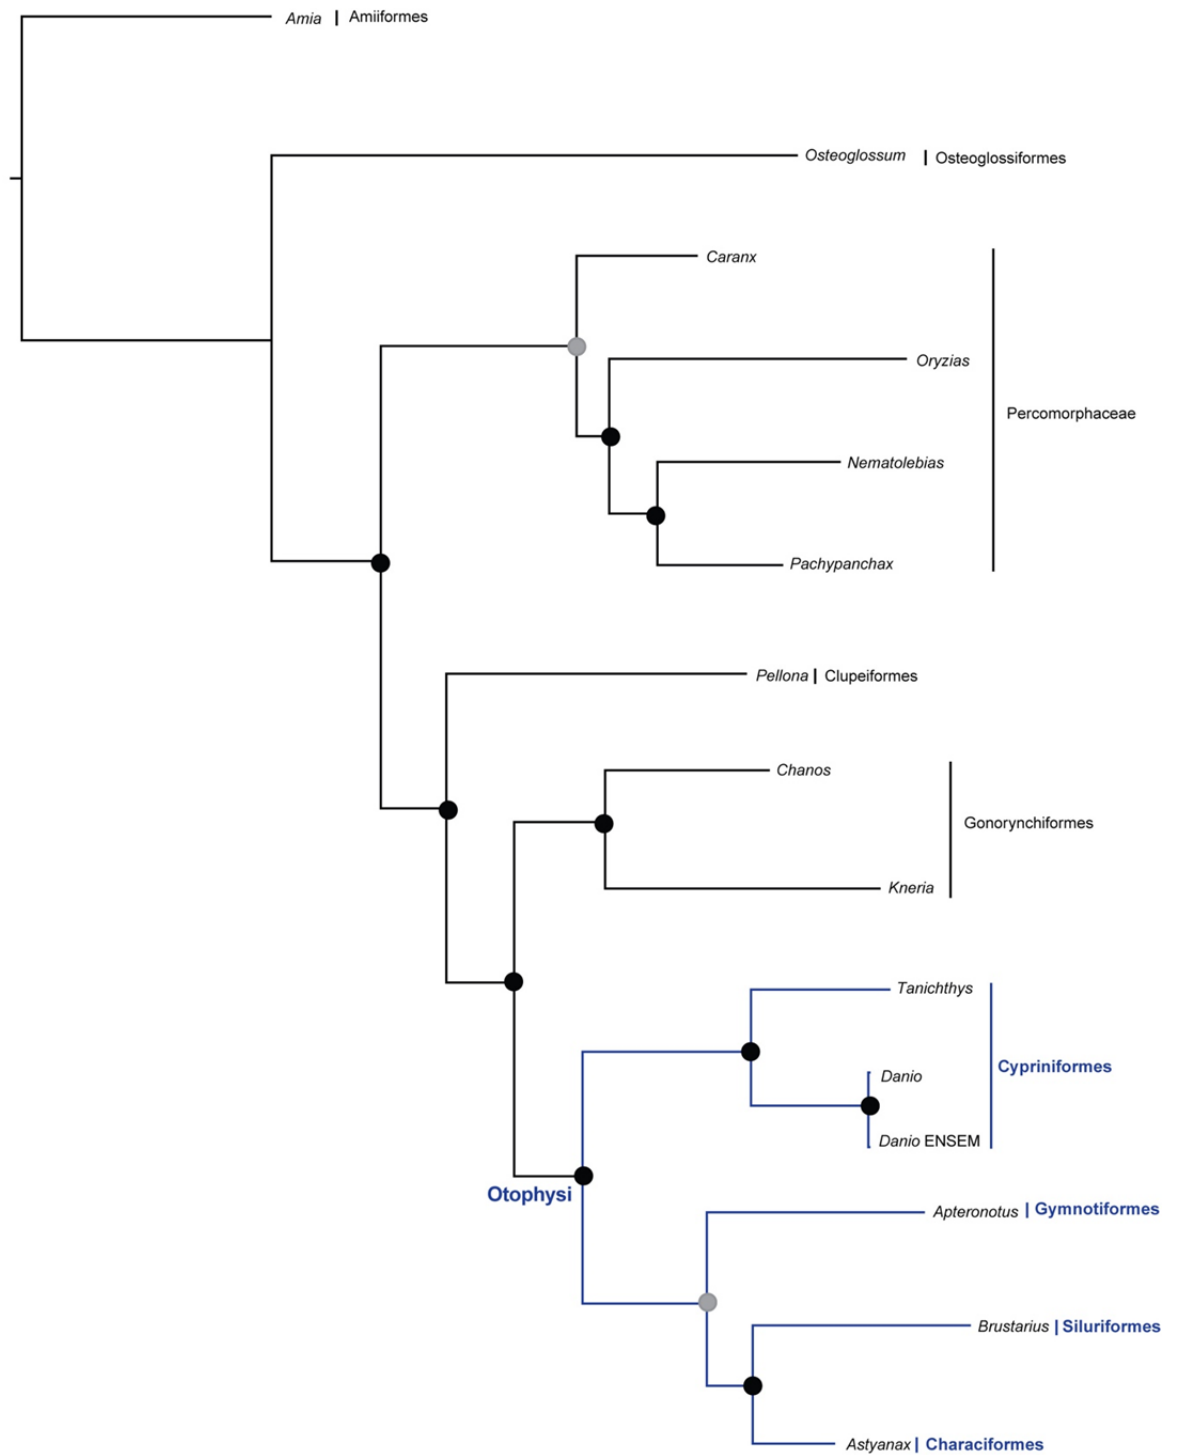 Amia | Amiiformes
Osteoglossum | Osteoglossiformes
Caranx
Oryzias
Percomorphaceae
Nematolebias
Pachypanchax
Pellona | Clupeiformes
Chanos
Gonorynchiformes
Kneria
Tanichthys
Cypriniformes
Danio
Danio ENSEM
Otophysi
Apteronotus | Gymnotiformes
Brustarius | Siluriformes
Astyanax | Characiformes